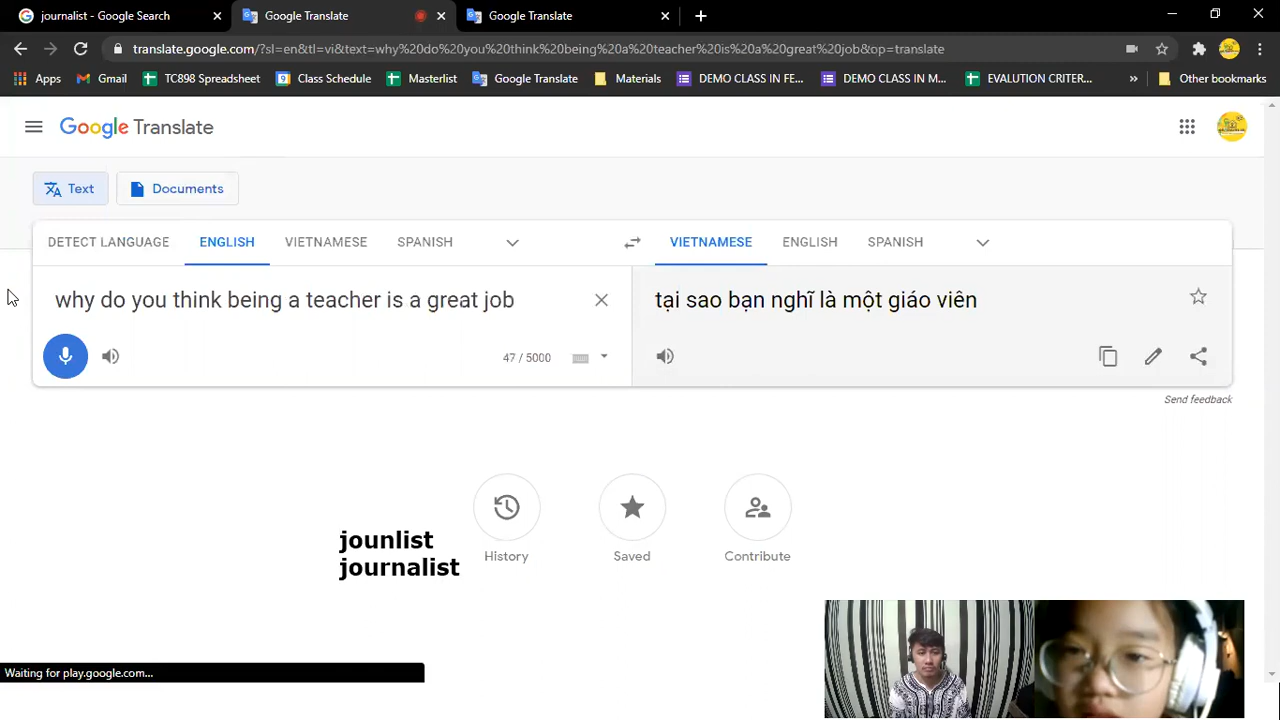 journalist - Google Search
Google Translate
Google Translate
translate.google.com/?sl=en&tl=vi&text=why%20do%20you%20think%20being%20a%20teacher%20is%20a%20great%20job&op=translate
Apps
Gmail
TC898 Spreadsheet
Class Schedule
Masterlist
Google Translate
Materials
DEMO CLASS IN FE...
DEMO CLASS IN M...
EVALUTION CRITER...
Other bookmarks
Google Translate
Text
Documents
DETECT LANGUAGE
ENGLISH
VIETNAMESE
SPANISH
VIETNAMESE
ENGLISH
SPANISH
why do you think being a teacher is a great job
tại sao bạn nghĩ là một giáo viên
47 / 5000
Send feedback
jounlist
journalist
History
Saved
Contribute
Waiting for play.google.com...